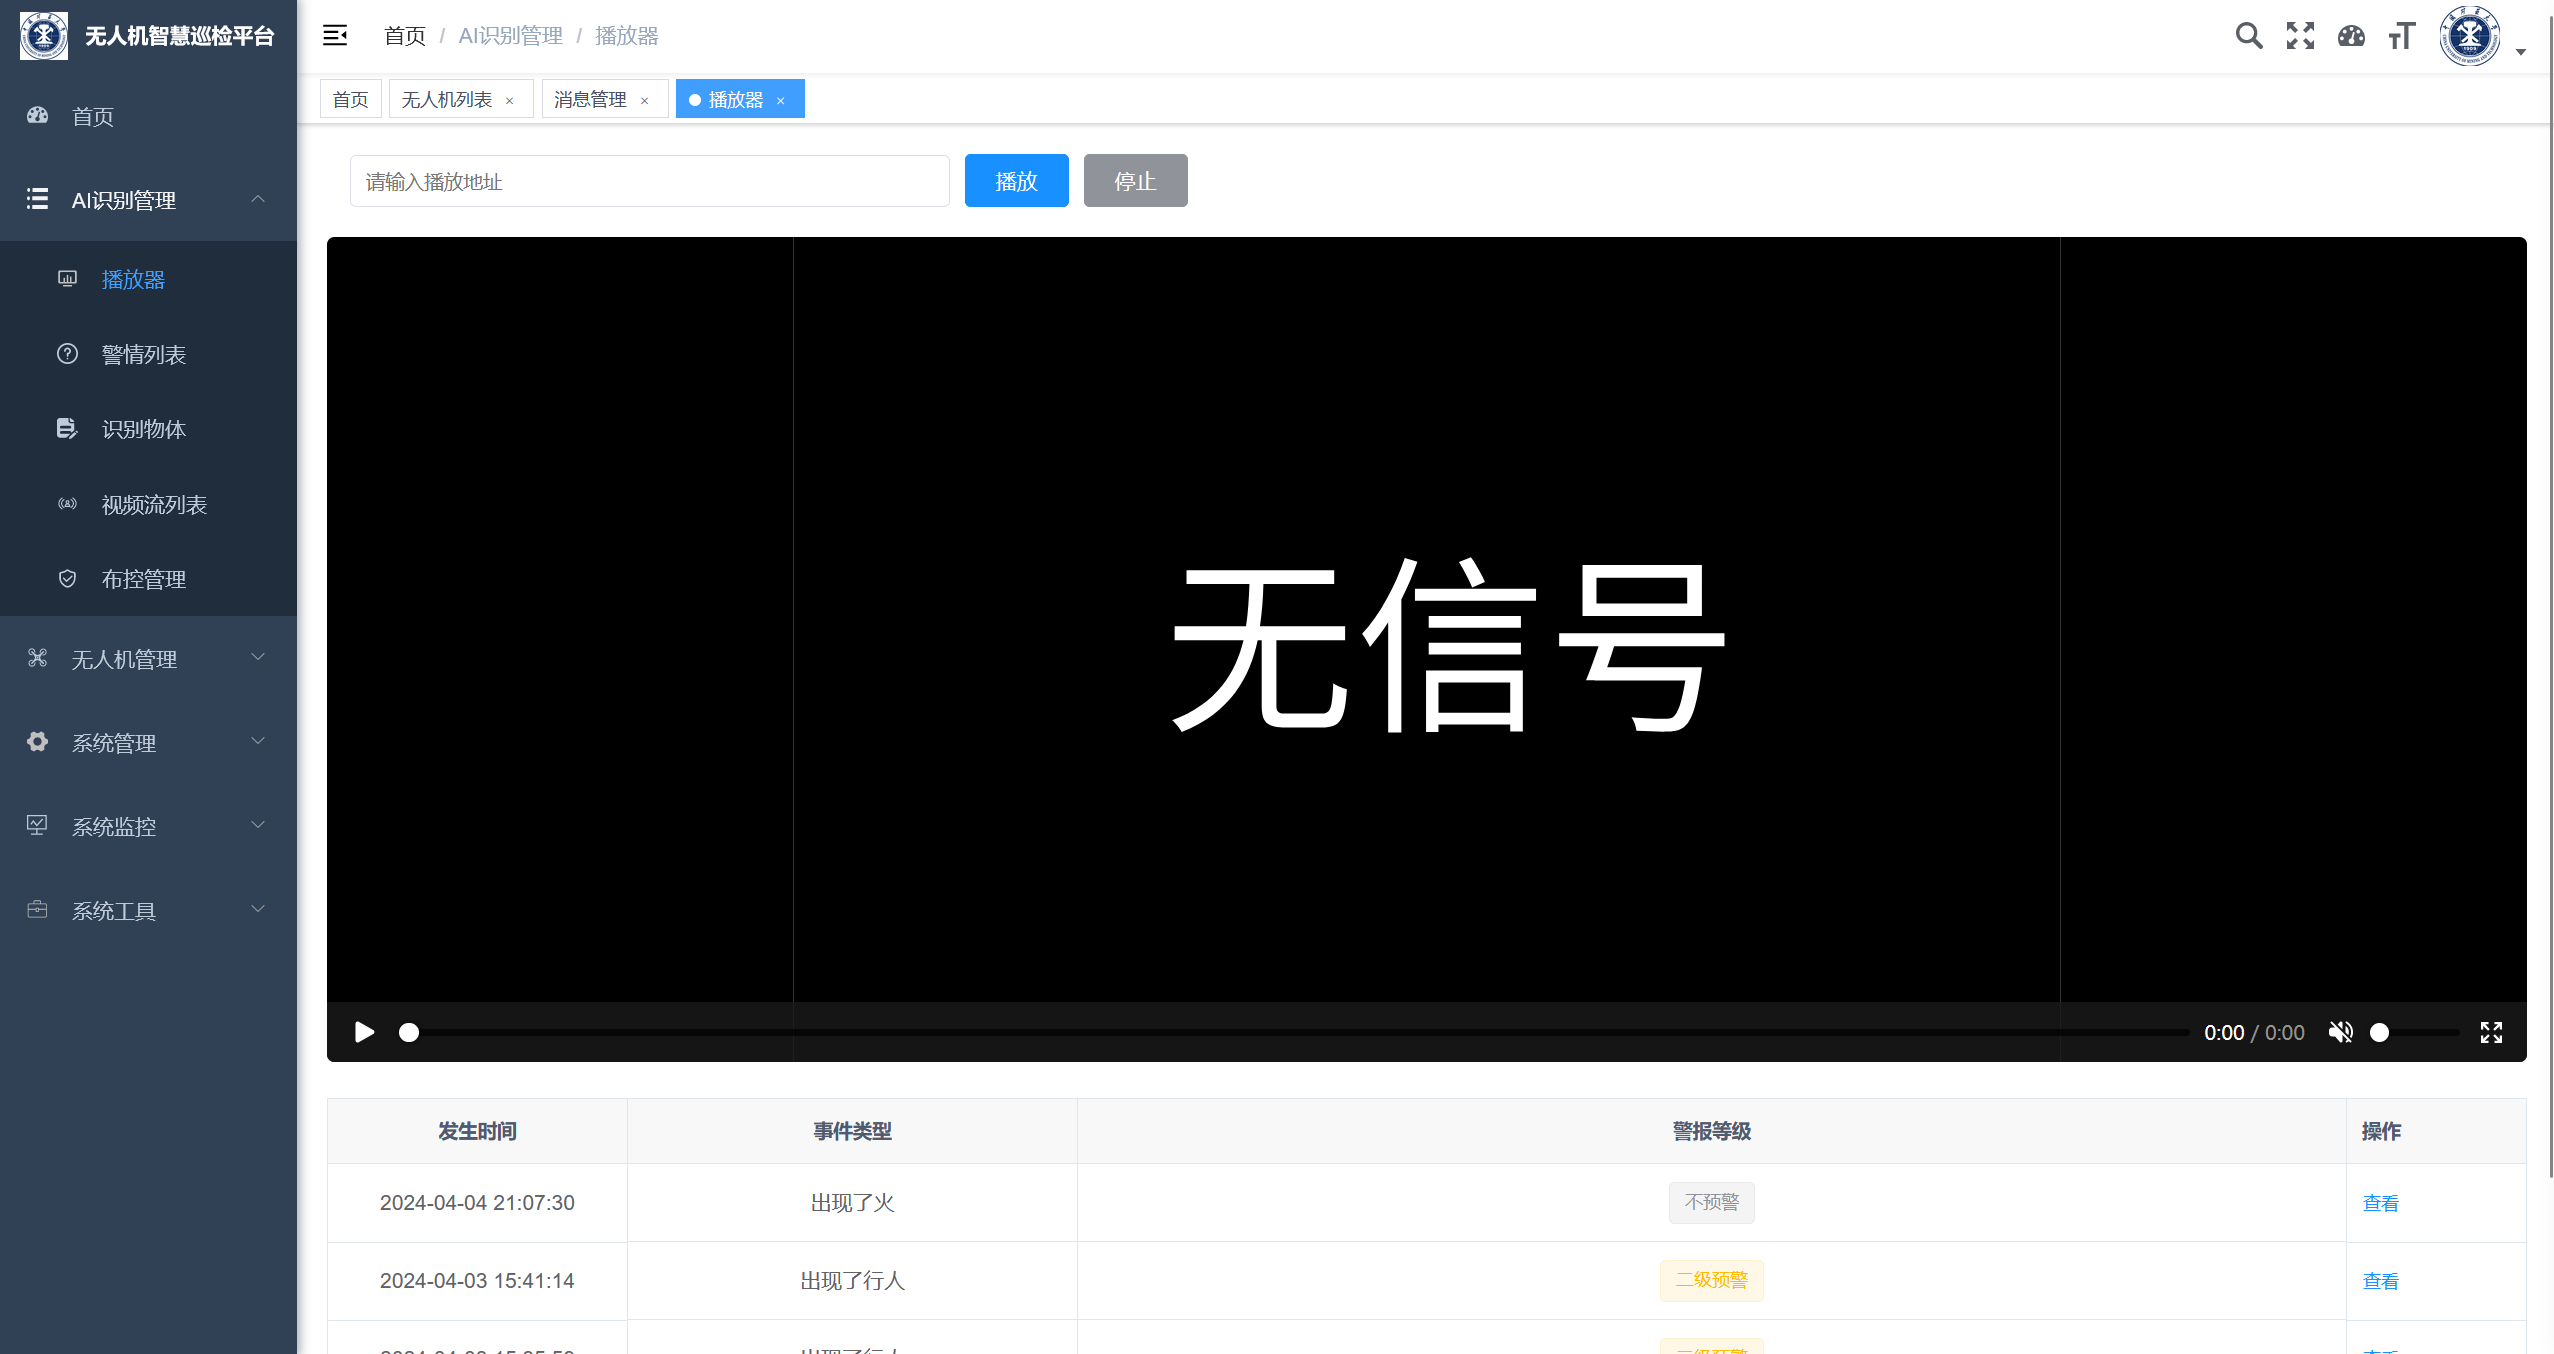 无人机智慧巡检平台
首页 / AI识别管理 / 播放器
首页
无人机列表 ×
消息管理 ×
播放器 ×
首页
AI识别管理
播放器
警情列表
识别物体
视频流列表
布控管理
无人机管理
系统管理
系统监控
系统工具
请输入播放地址
播放
停止
无信号
0:00 / 0:00
发生时间 事件类型 警报等级 操作
2024-04-04 21:07:30 出现了火 不预警 查看
2024-04-03 15:41:14 出现了行人 二级预警 查看